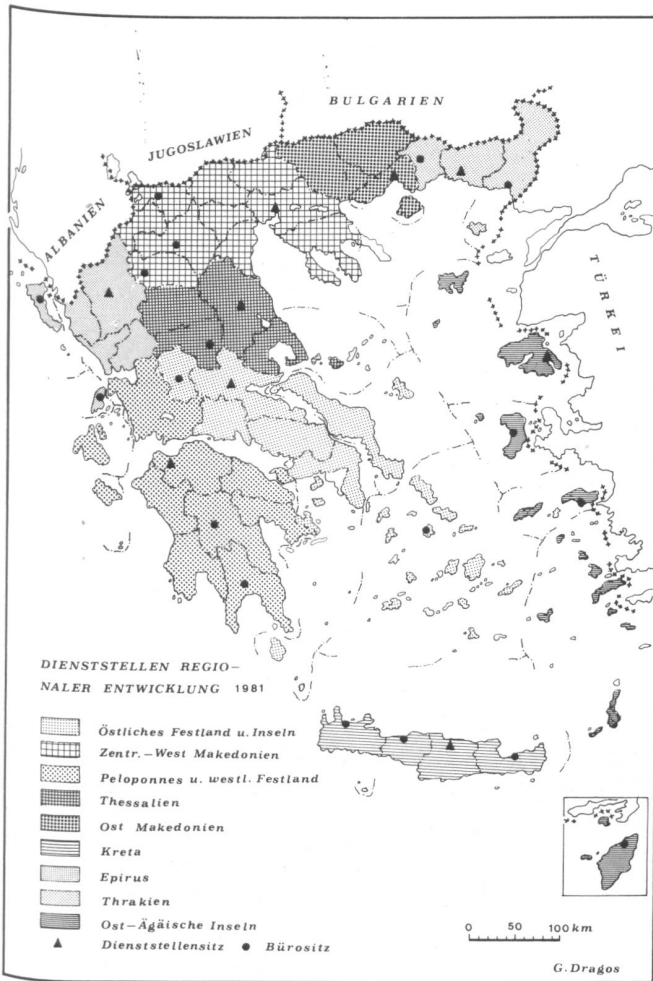 BULGARIEN
JUGOSLAWIEN
ALBANIEN
TÜRKEI
DIENSTSTELLEN REGIO-
NALER ENTWICKLUNG 1981
Östliches Festland u. Inseln
Zentr.-West Makedonien
Peloponnes u. westl. Festland
Thessalien
Ost Makedonien
Kreta
Epirus
Thrakien
Ost-Ägäische Inseln
Dienststellensitz Bürositz
0 50 100 km
G. Dragos